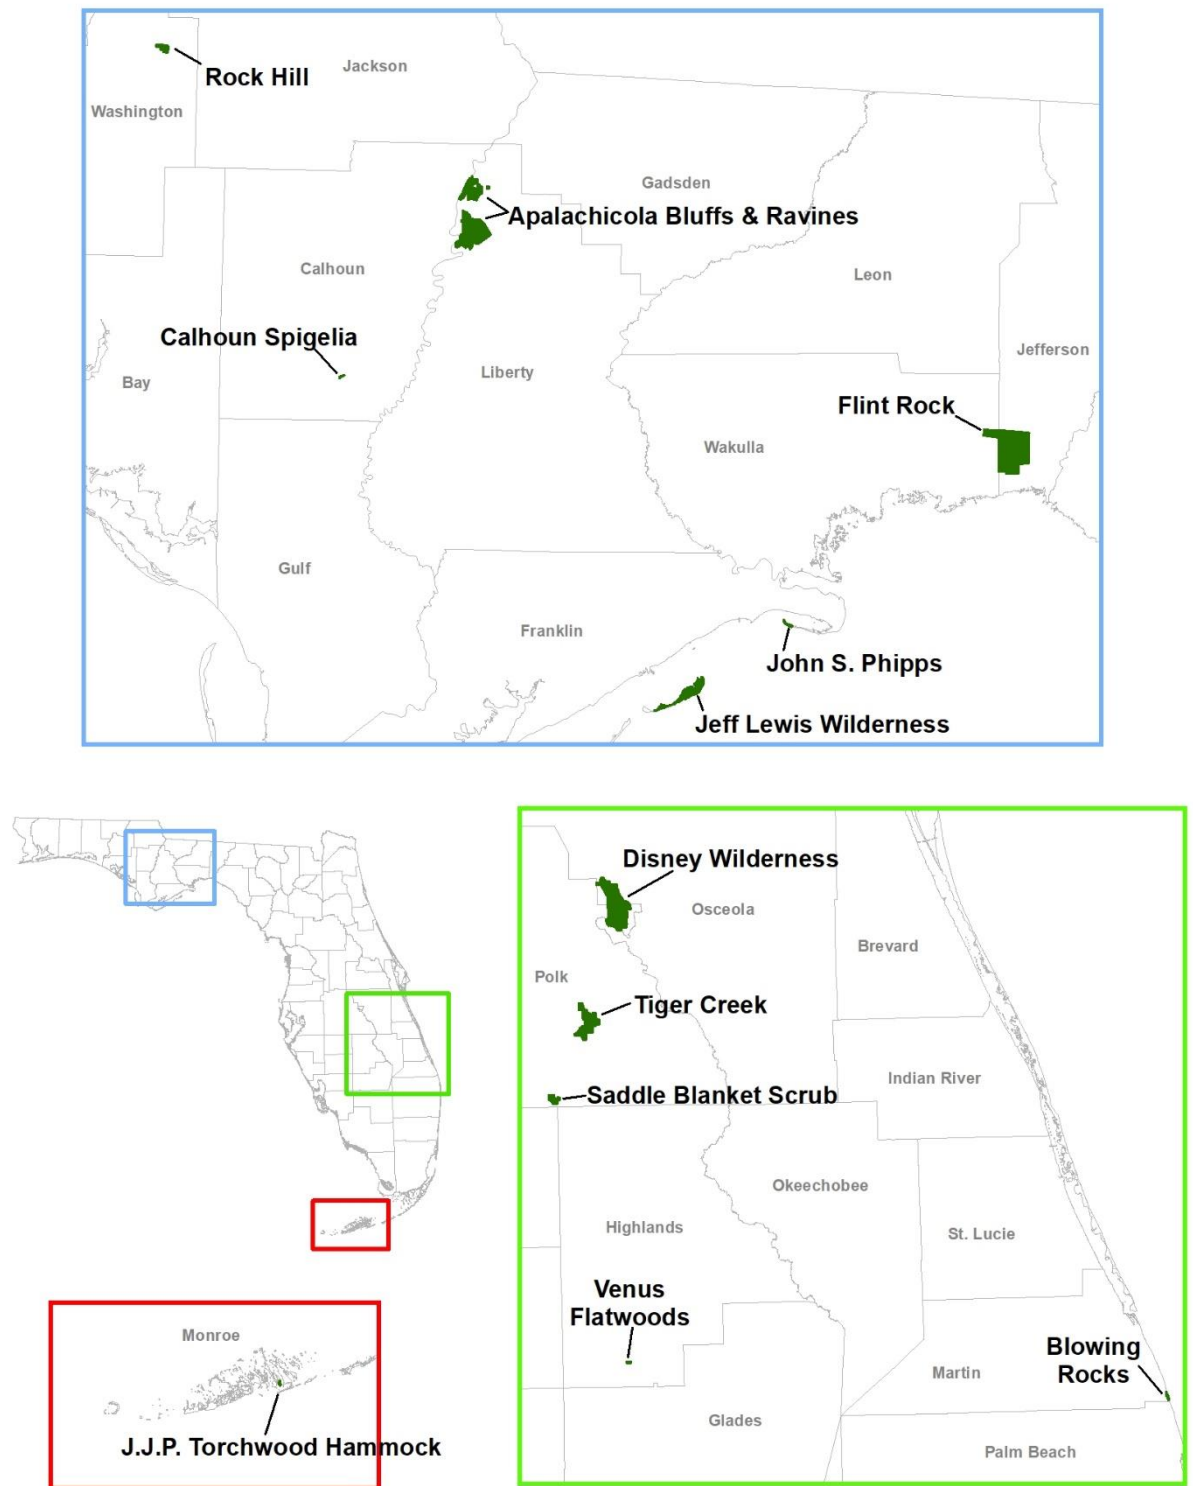 Rock Hill
Jackson
Washington
Gadsden
Apalachicola Bluffs & Ravines
Calhoun
Leon
Calhoun Spigelia
Jefferson
Liberty
Bay
Flint Rock
Wakulla
Gulf
Franklin
John S. Phipps
Jeff Lewis Wilderness
Disney Wilderness
Osceola
Brevard
Polk
Tiger Creek
Indian River
Saddle Blanket Scrub
Okeechobee
Highlands
St. Lucie
Venus
Flatwoods
Blowing
Rocks
Martin
Glades
Palm Beach
Monroe
J.J.P. Torchwood Hammock